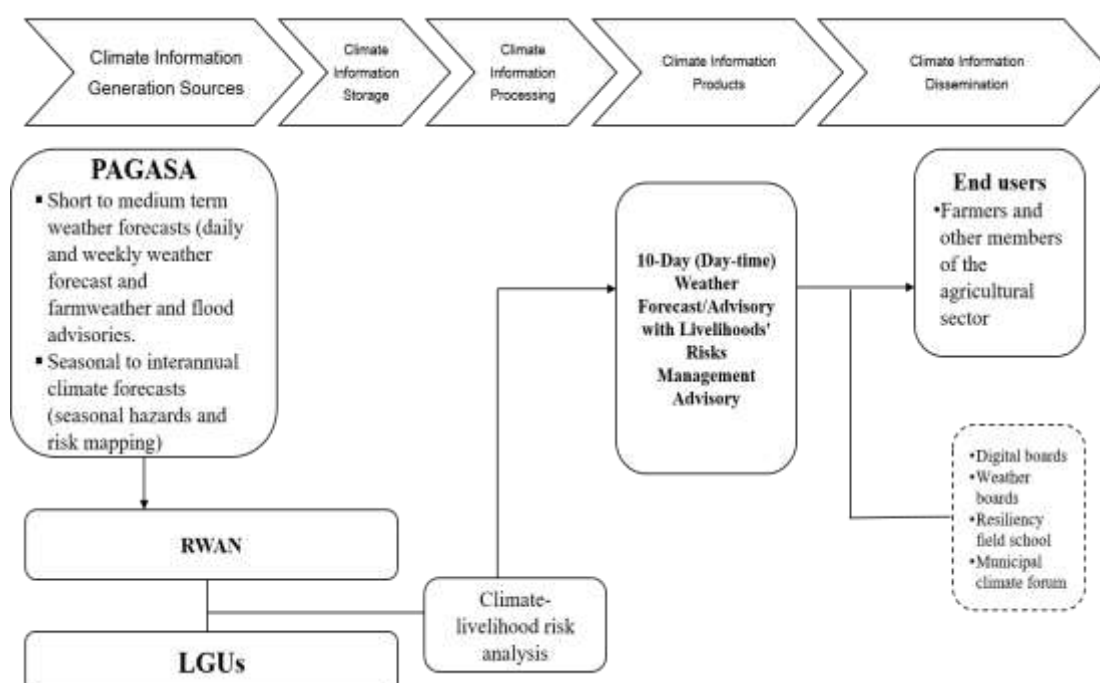 Climate Information
Generation Sources
Climate
Information
Storage
Climate
Information
Processing
Climate Information
Products
Climate Information
Dissemination
PAGASA
▪ Short to medium term
weather forecasts (daily
and weekly weather
forecast and
farmweather and flood
advisories.
▪ Seasonal to interannual
climate forecasts
(seasonal hazards and
risk mapping)
RWAN
LGUs
Climate-
livelihood risk
analysis
10-Day (Day-time)
Weather
Forecast/Advisory
with Livelihoods'
Risks
Management
Advisory
End users
•Farmers and
other members
of the
agricultural
sector
•Digital boards
•Weather
boards
•Resiliency
field school
•Municipal
climate forum